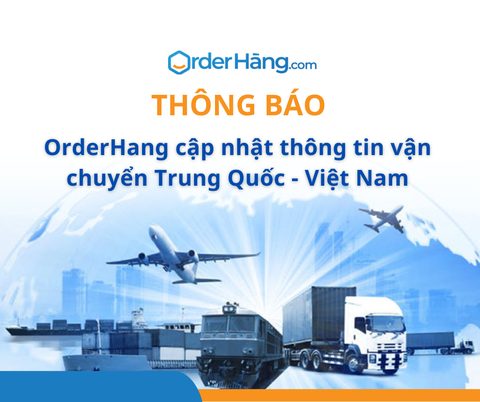 OrderHàng.com
THÔNG BÁO
OrderHang cập nhật thông tin vận
chuyển Trung Quốc - Việt Nam